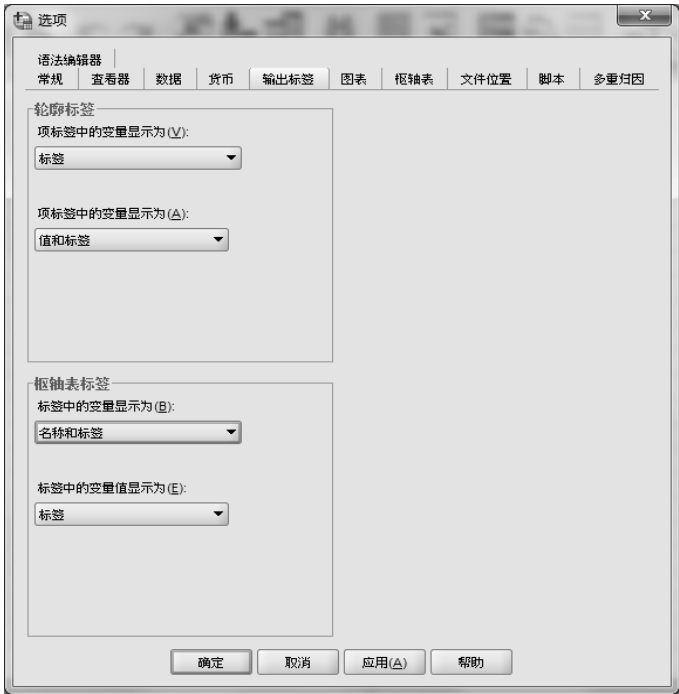 选项
语法编辑器
常规 查看器 数据 货币 输出标签 图表 枢轴表 文件位置 脚本 多重归因
轮廓标签
项标签中的变量显示为(V):
标签
项标签中的变量显示为(A):
值和标签
枢轴表标签
标签中的变量显示为(B):
名称和标签
标签中的变量值显示为(E):
标签
确定 取消 应用(A) 帮助